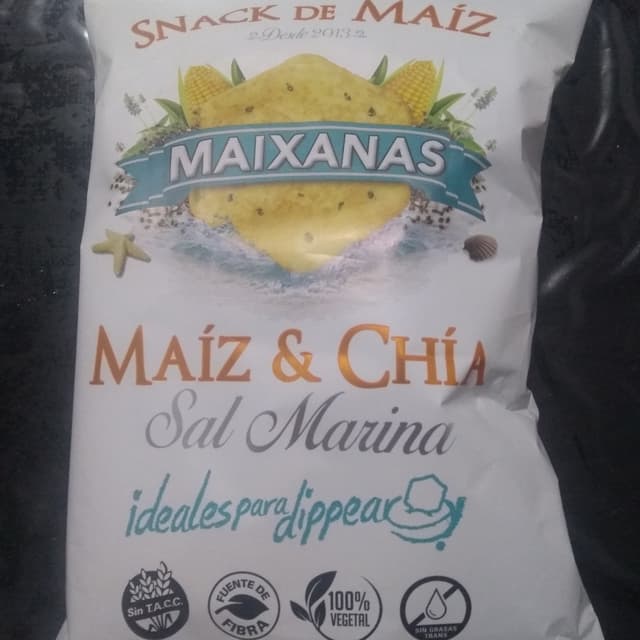 SNACK DE MAÍZ
Desde 2013
MAIXANAS
MAÍZ & CHÍA
Sal Marina
ideales para dippear
Sin T.A.C.C.
FUENTE DE FIBRA
100% VEGETAL
SIN GRASAS TRANS